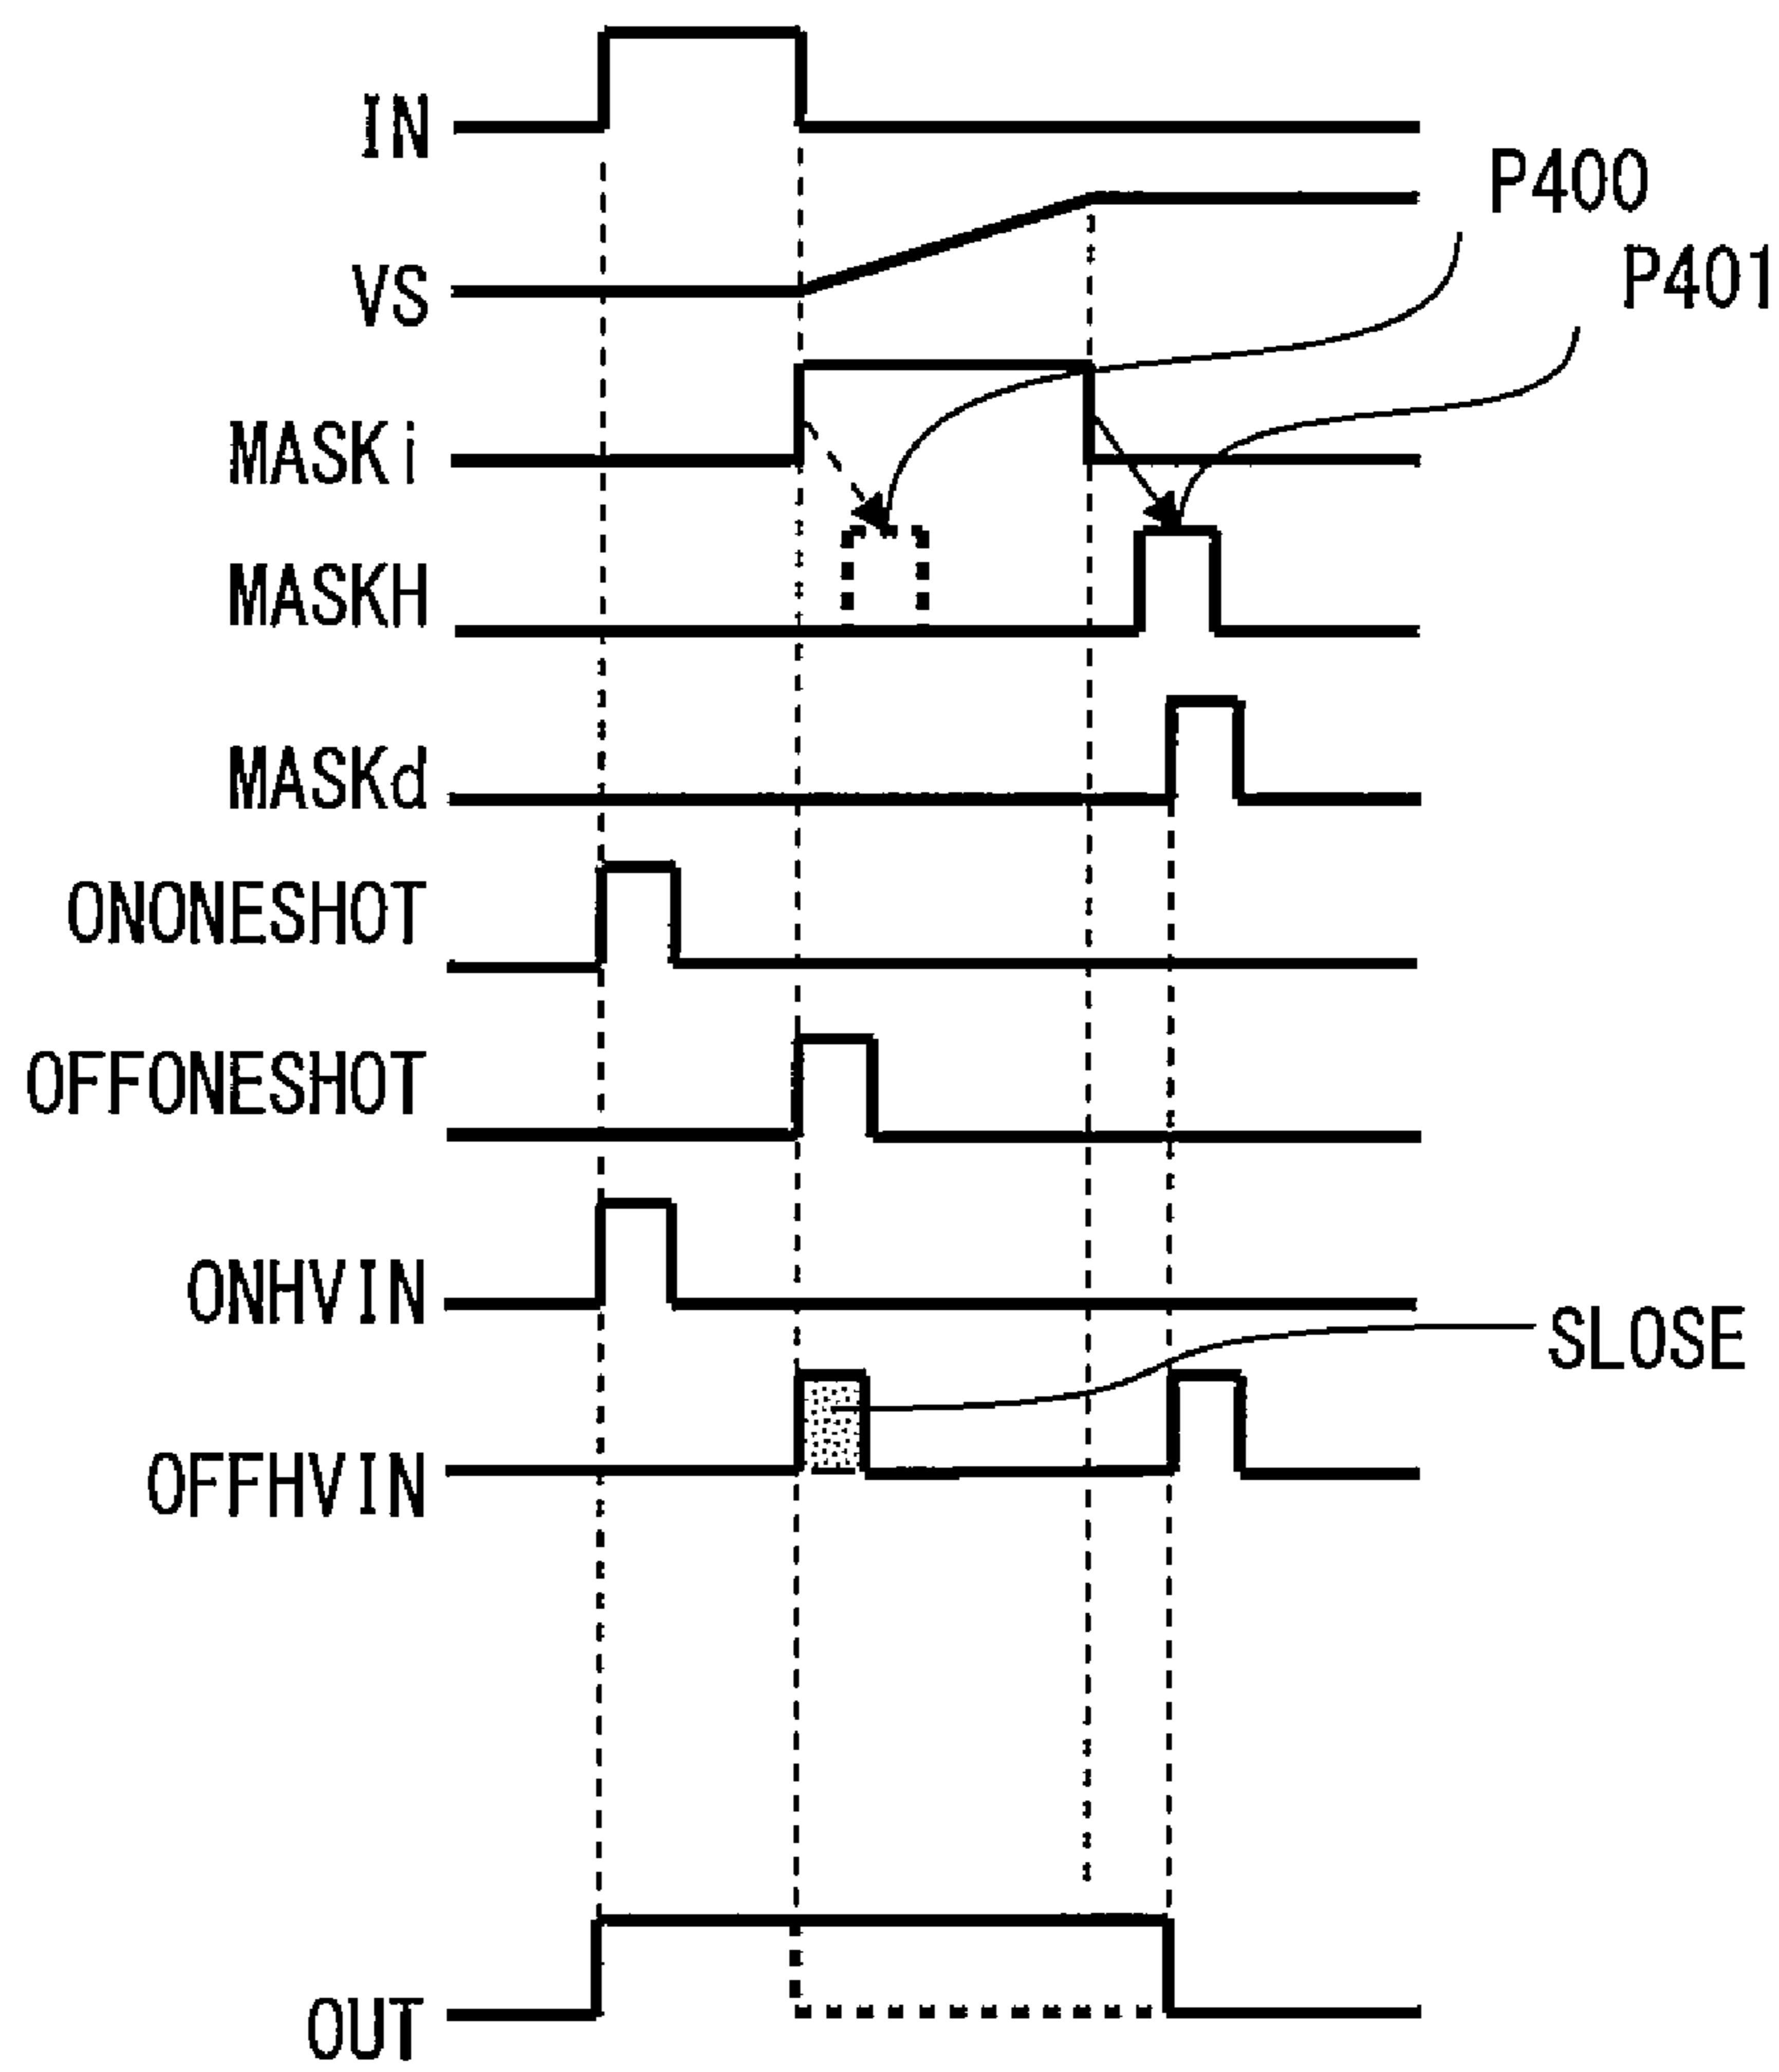 IN
P400
VS
P401
MASKi
MASKH
MASKd
ONONESHOT
OFFONESHOT
ONHVIN
SLOSE
OFFHVIN
OUT